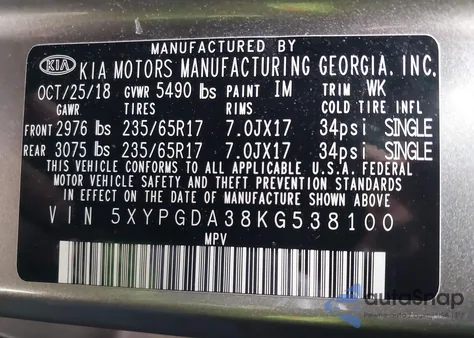 MANUFACTURED BY
KIA KIA MOTORS MANUFACTURING GEORGIA, INC.
OCT/25/18 GVWR 5490 lbs PAINT IM TRIM WK
GAWR TIRES RIMS COLD TIRE INFL
FRONT 2976 lbs 235/65R17 7.0JX17 34psi SINGLE
REAR 3075 lbs 235/65R17 7.0JX17 34psi SINGLE
THIS VEHICLE CONFORMS TO ALL APPLICABLE U.S.A. FEDERAL
MOTOR VEHICLE SAFETY AND THEFT PREVENTION STANDARDS
IN EFFECT ON THE DATE OF MANUFACTURE SHOWN ABOVE.
VIN 5XYPGDA38KG538100
MPV
autoSnap